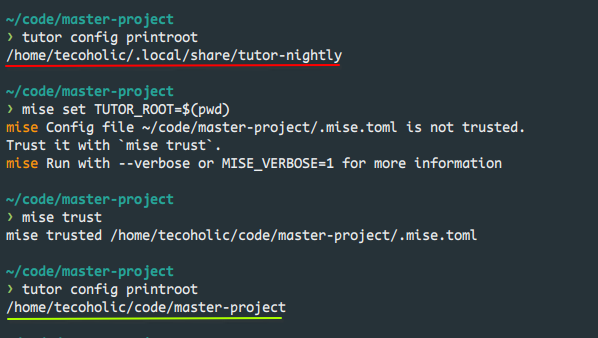 ~/code/master-project
❯ tutor config printroot
/home/tecoholic/.local/share/tutor-nightly
~/code/master-project
❯ mise set TUTOR_ROOT=$(pwd)
mise Config file ~/code/master-project/.mise.toml is not trusted.
Trust it with `mise trust`.
mise Run with --verbose or MISE_VERBOSE=1 for more information
~/code/master-project
❯ mise trust
mise trusted /home/tecoholic/code/master-project/.mise.toml
~/code/master-project
❯ tutor config printroot
/home/tecoholic/code/master-project